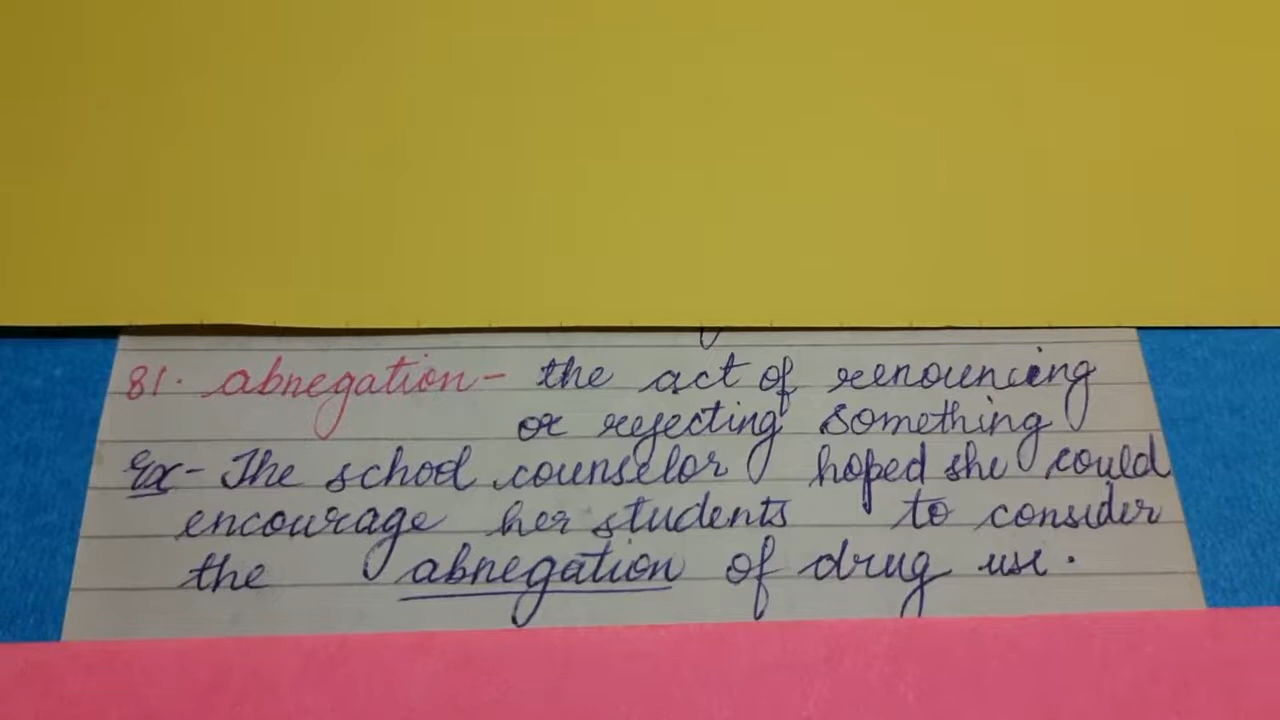 81. abnegation - the act of renouncing
or rejecting something
Ex - The school counselor hoped she could
encourage her students to consider
the abnegation of drug use.